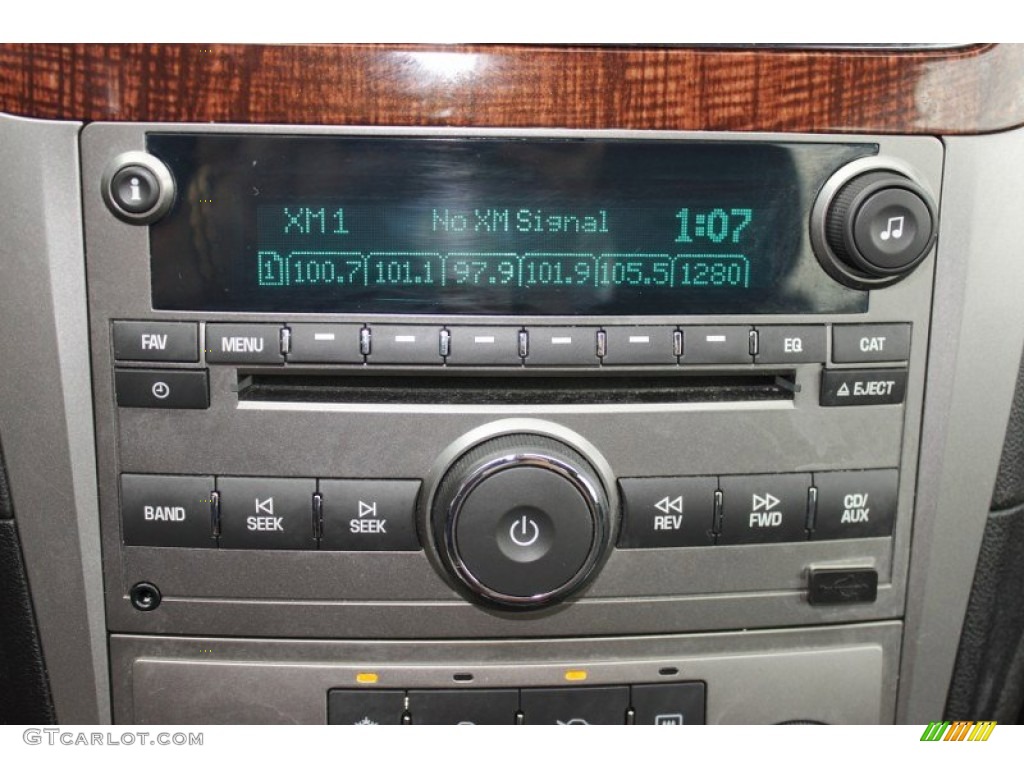 XM1 No XM Signal 1:07
1 100.7 101.1 97.9 101.9 105.5 1280
i
FAV MENU EQ CAT
EJECT
BAND SEEK SEEK REV FWD CD/AUX
GTCARLOT.COM